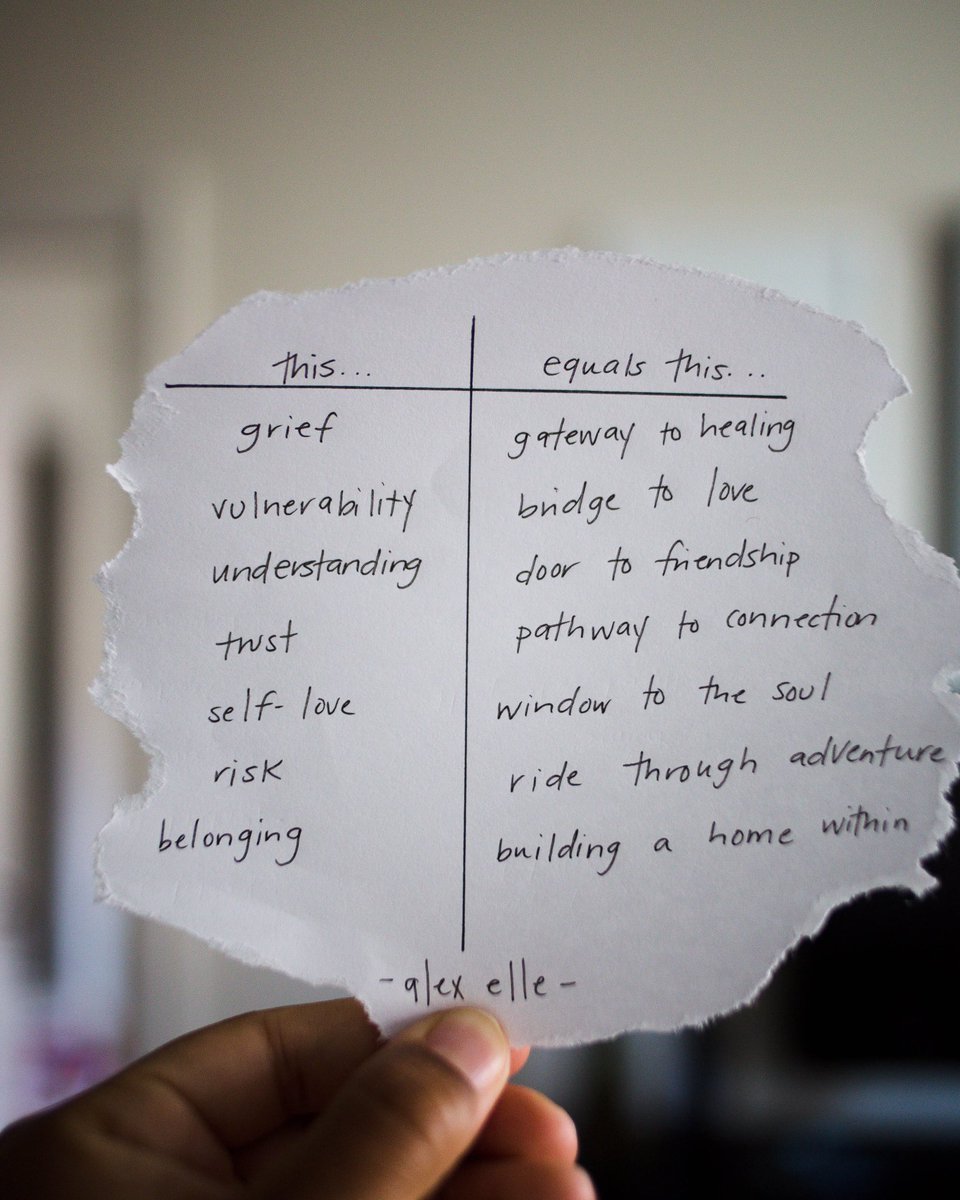 this... equals this...
grief gateway to healing
vulnerability bridge to love
understanding door to friendship
trust pathway to connection
self-love window to the soul
risk ride through adventure
belonging building a home within
-alex elle-